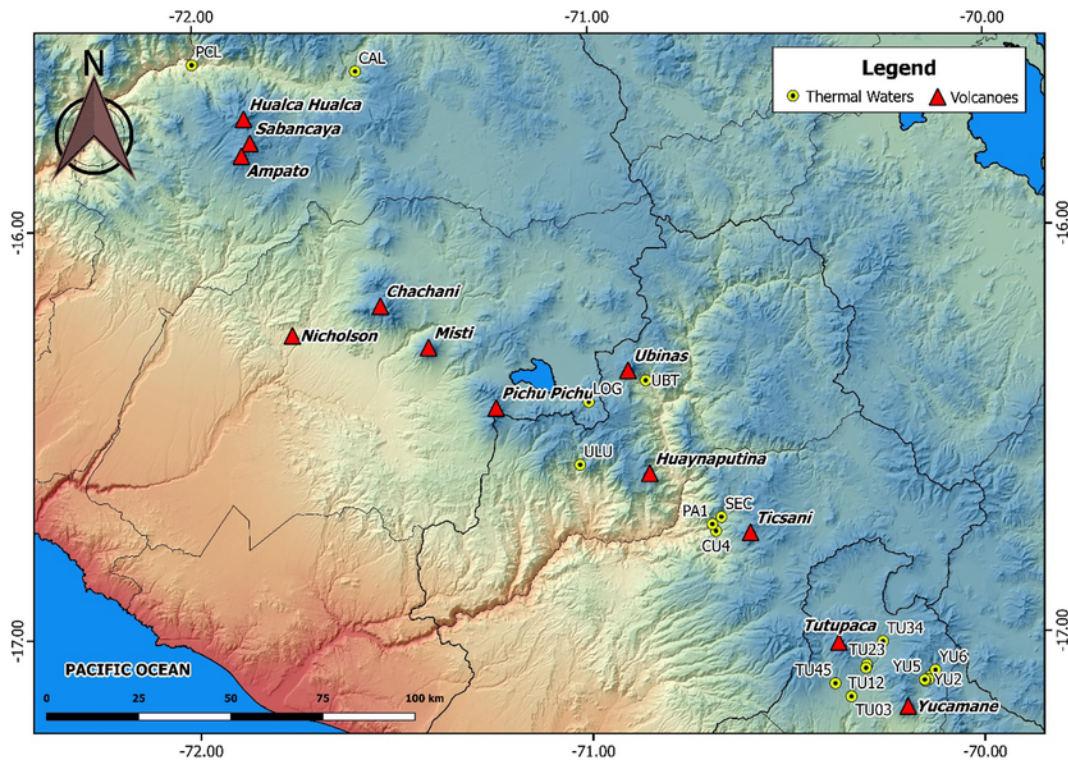 -72.00
-71.00
-70.00
PCL
CAL
N
Legend
Thermal Waters
Volcanoes
Hualca Hualca
Sabancaya
Ampato
-16.00
-16.00
Chachani
Nicholson
Misti
Ubinas
UBT
Pichu Pichu
LOG
ULU
Huaynaputina
PA1
SEC
CU4
Ticsani
-17.00
-17.00
Tutupaca
TU34
TU23
YU6
YU5
TU45
TU12
YU2
TU03
Yucamane
PACIFIC OCEAN
0
25
50
75
100 km
-72.00
-71.00
-70.00